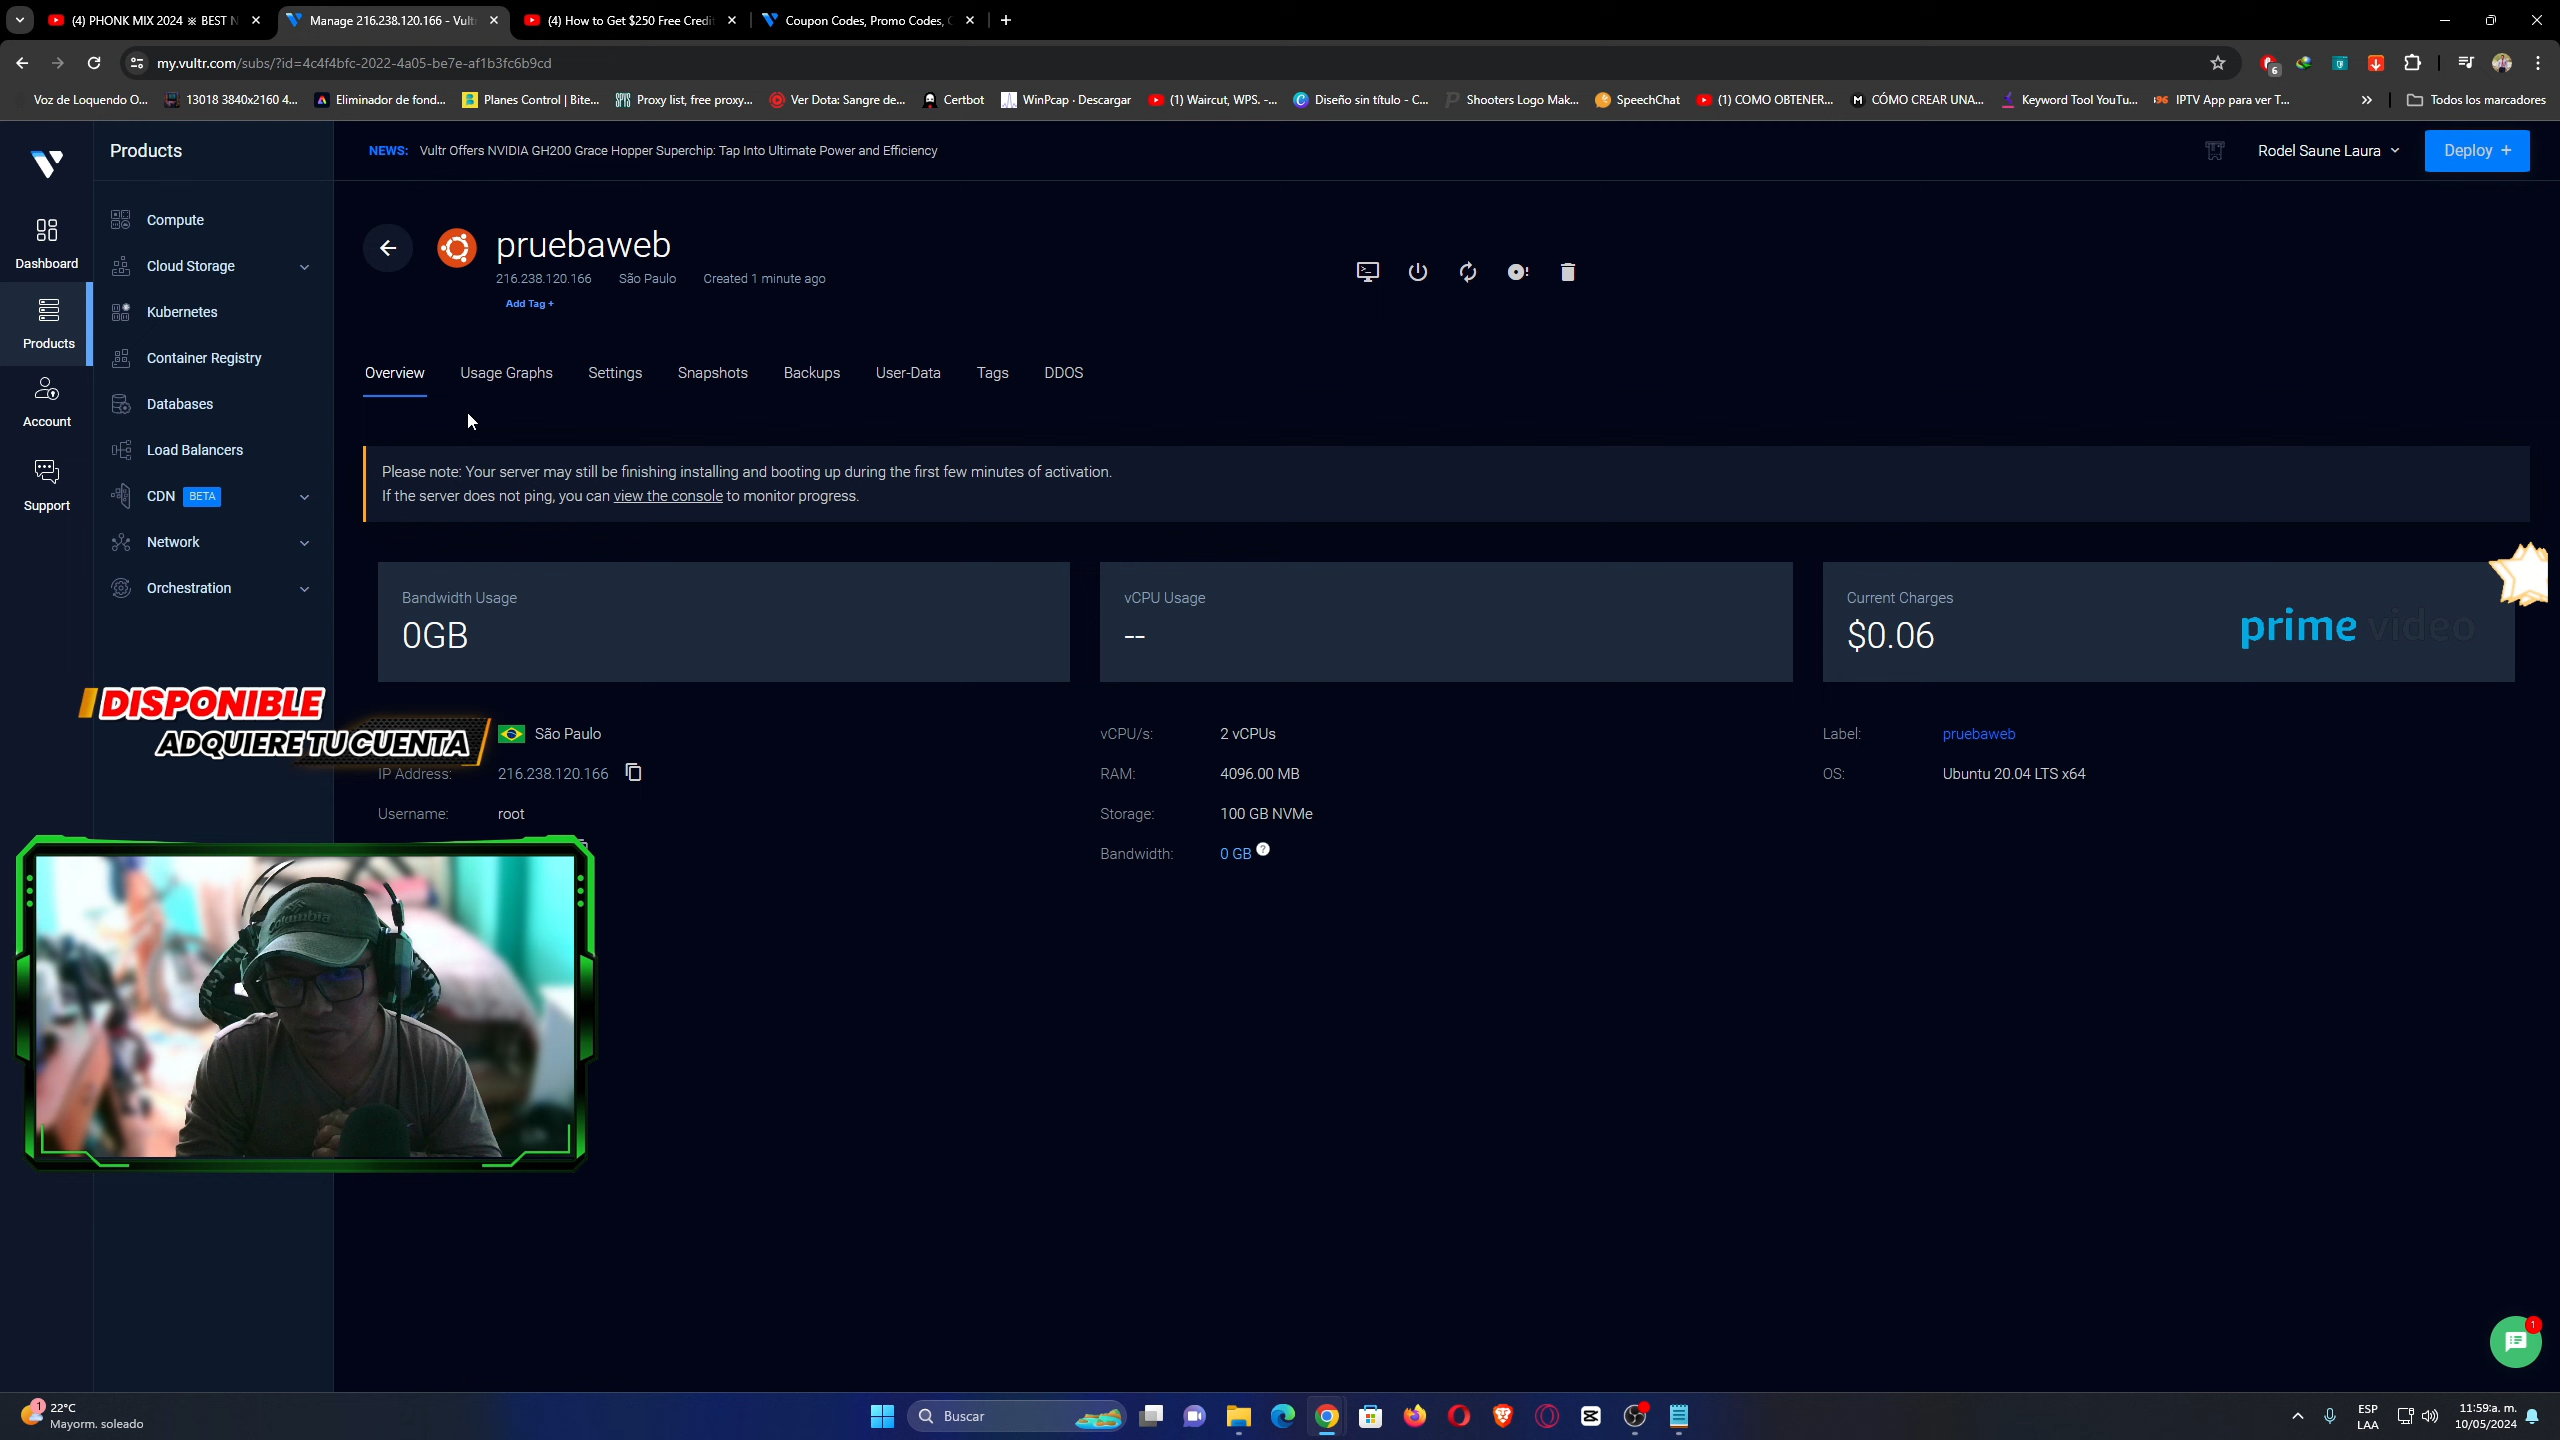 (4) PHONK MIX 2024 ※ BEST N
Manage 216.238.120.166 - Vult
(4) How to Get $250 Free Credit
Coupon Codes, Promo Codes, C
my.vultr.com/subs/?id=4c4f4bfc-2022-4a05-be7e-af1b3fc6b9cd
6
Voz de Loquendo O...
13018 3840x2160 4...
Eliminador de fond...
Planes Control | Bite...
Proxy list, free proxy...
Ver Dota: Sangre de...
Certbot
WinPcap · Descargar
(1) Waircut, WPS. -...
Diseño sin título - C...
Shooters Logo Mak...
SpeechChat
(1) COMO OBTENER...
CÓMO CREAR UNA...
Keyword Tool YouTu...
IPTV App para ver T...
Todos los marcadores
Products
NEWS: Vultr Offers NVIDIA GH200 Grace Hopper Superchip: Tap Into Ultimate Power and Efficiency
Rodel Saune Laura
Deploy +
Dashboard
Products
Account
Support
Compute
Cloud Storage
Kubernetes
Container Registry
Databases
Load Balancers
CDN BETA
Network
Orchestration
pruebaweb
216.238.120.166 São Paulo Created 1 minute ago
Add Tag +
Overview Usage Graphs Settings Snapshots Backups User-Data Tags DDOS
Please note: Your server may still be finishing installing and booting up during the first few minutes of activation.
If the server does not ping, you can view the console to monitor progress.
Bandwidth Usage
0GB
vCPU Usage
--
Current Charges
$0.06
prime video
DISPONIBLE
ADQUIERE TU CUENTA
São Paulo
IP Address: 216.238.120.166
Username: root
vCPU/s: 2 vCPUs
RAM: 4096.00 MB
Storage: 100 GB NVMe
Bandwidth: 0 GB ?
Label: pruebaweb
OS: Ubuntu 20.04 LTS x64
Columbia
1
1
22°C
Mayorm. soleado
Buscar
ESP
LAA
11:59 a. m.
10/05/2024